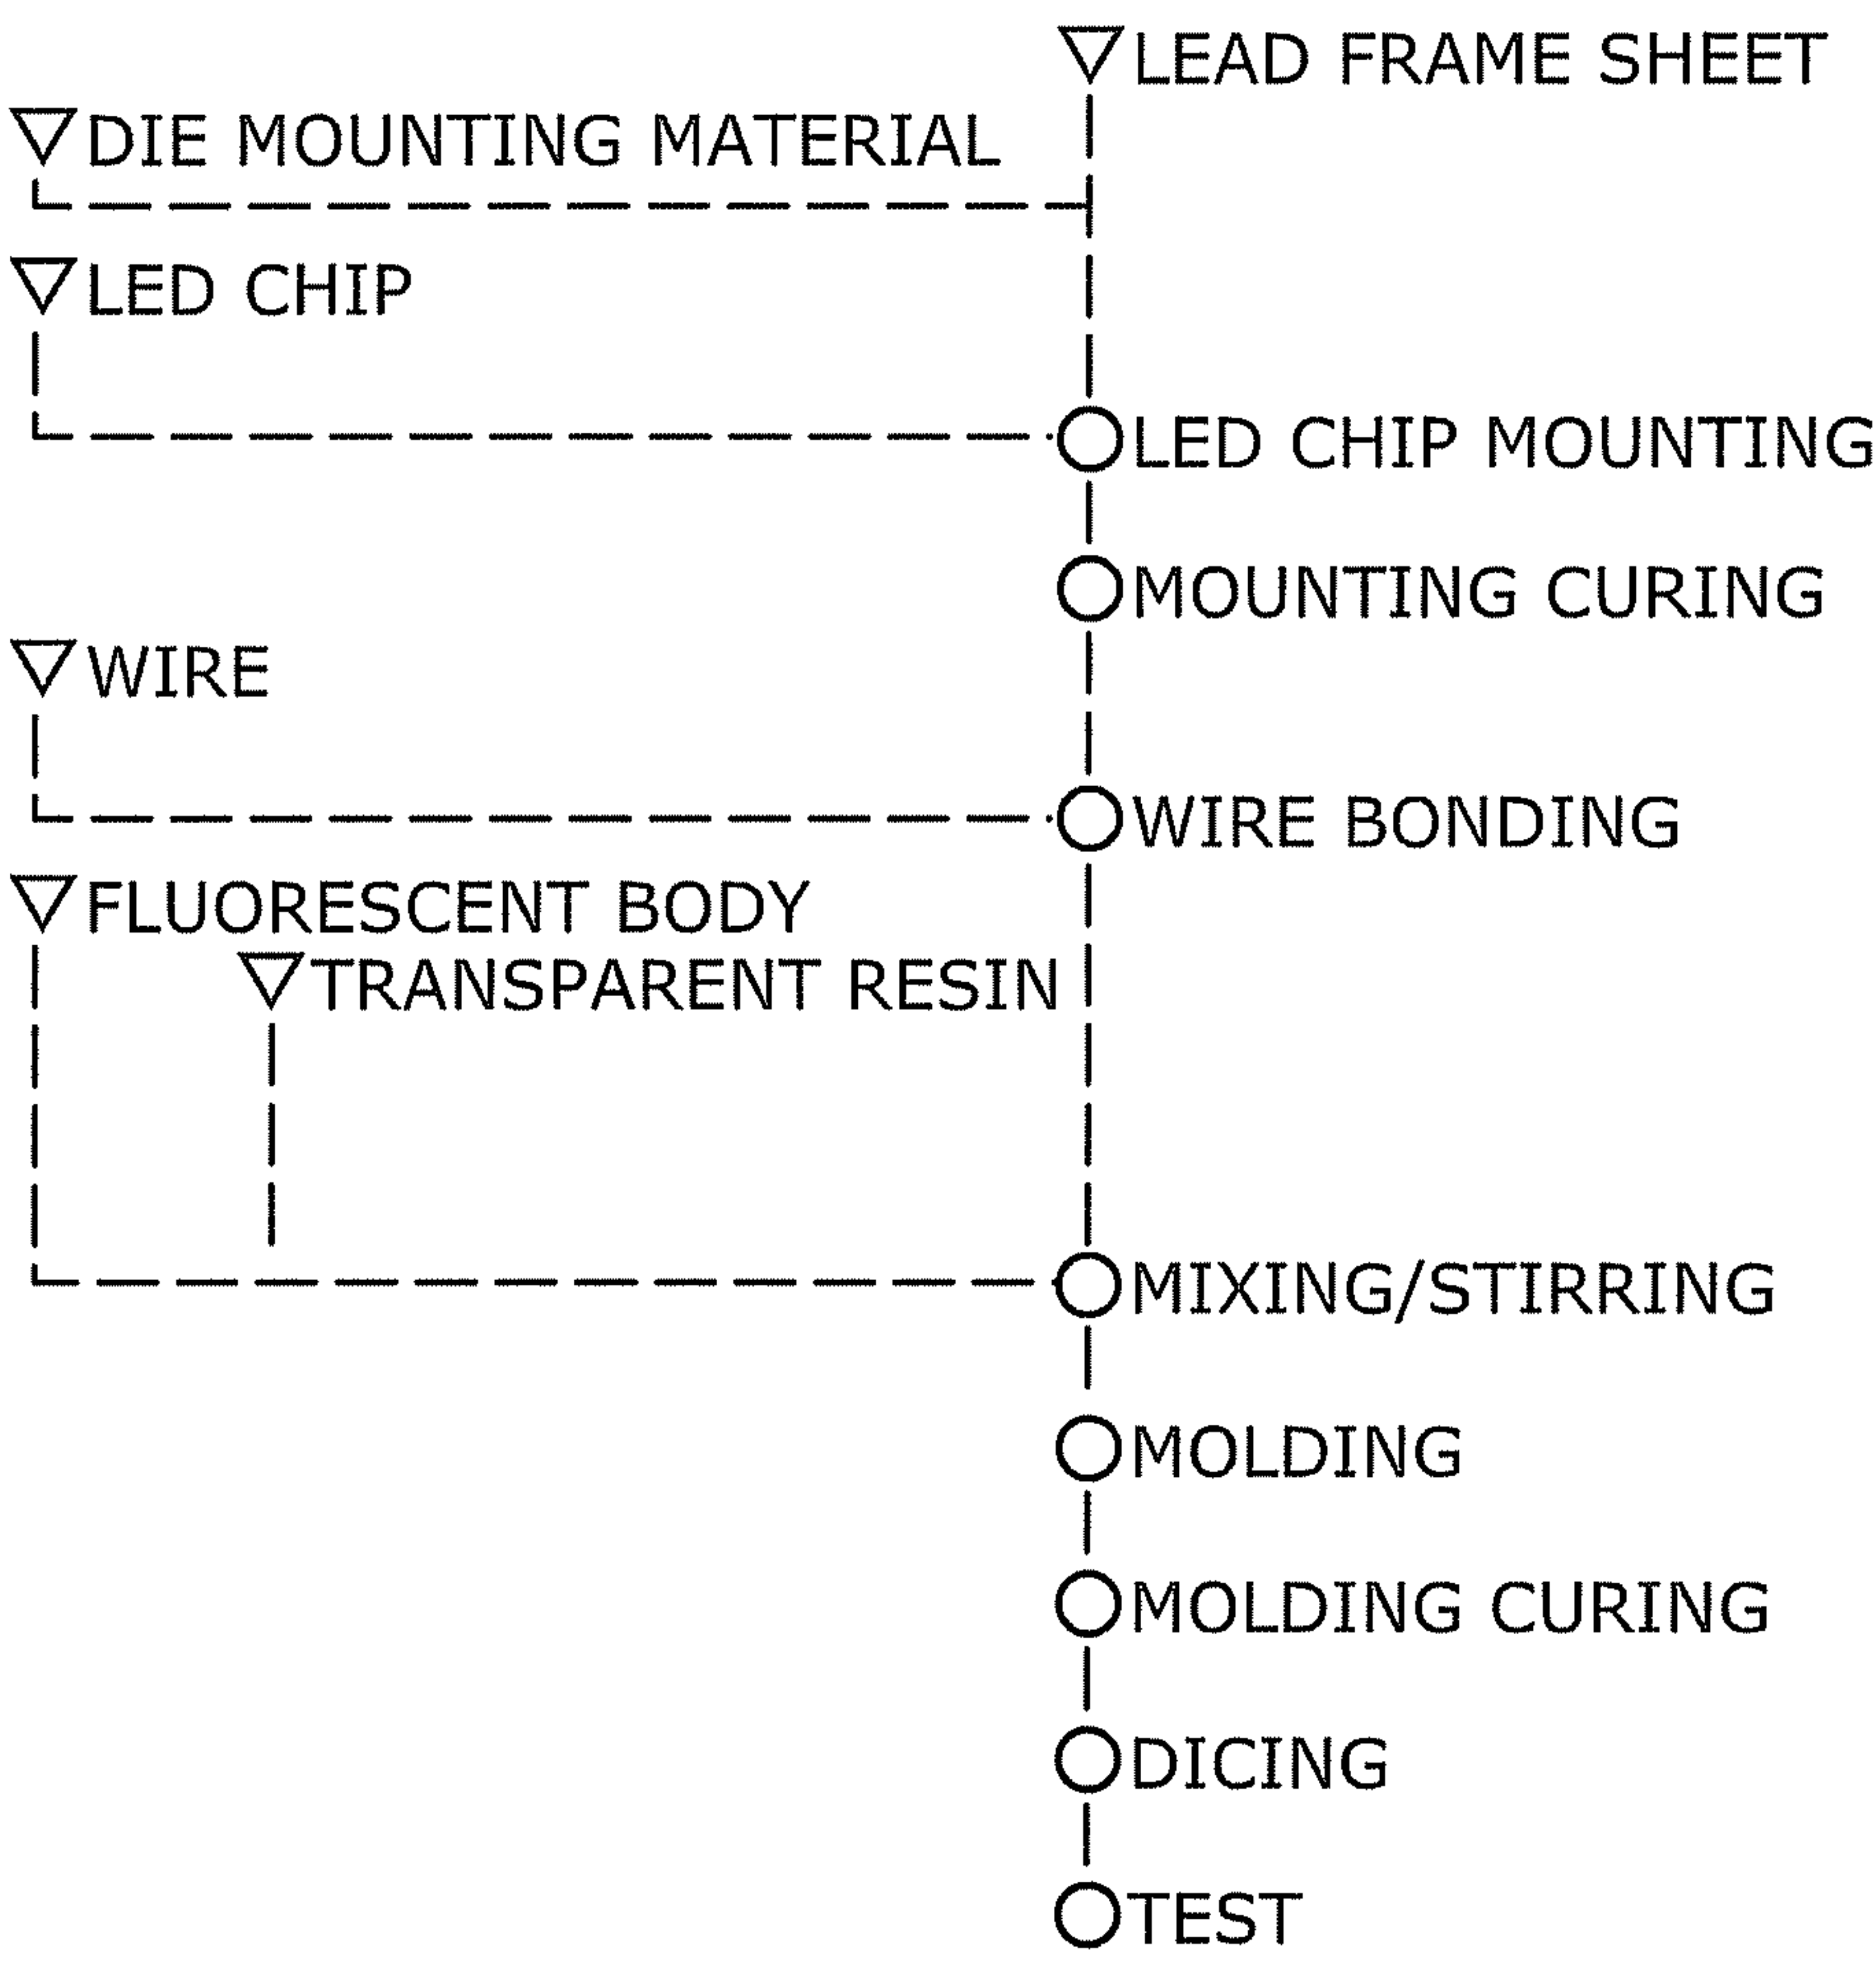 LEAD FRAME SHEET
DIE MOUNTING MATERIAL
LED CHIP
LED CHIP MOUNTING
MOUNTING CURING
WIRE
WIRE BONDING
FLUORESCENT BODY
TRANSPARENT RESIN
MIXING/STIRRING
MOLDING
MOLDING CURING
DICING
TEST